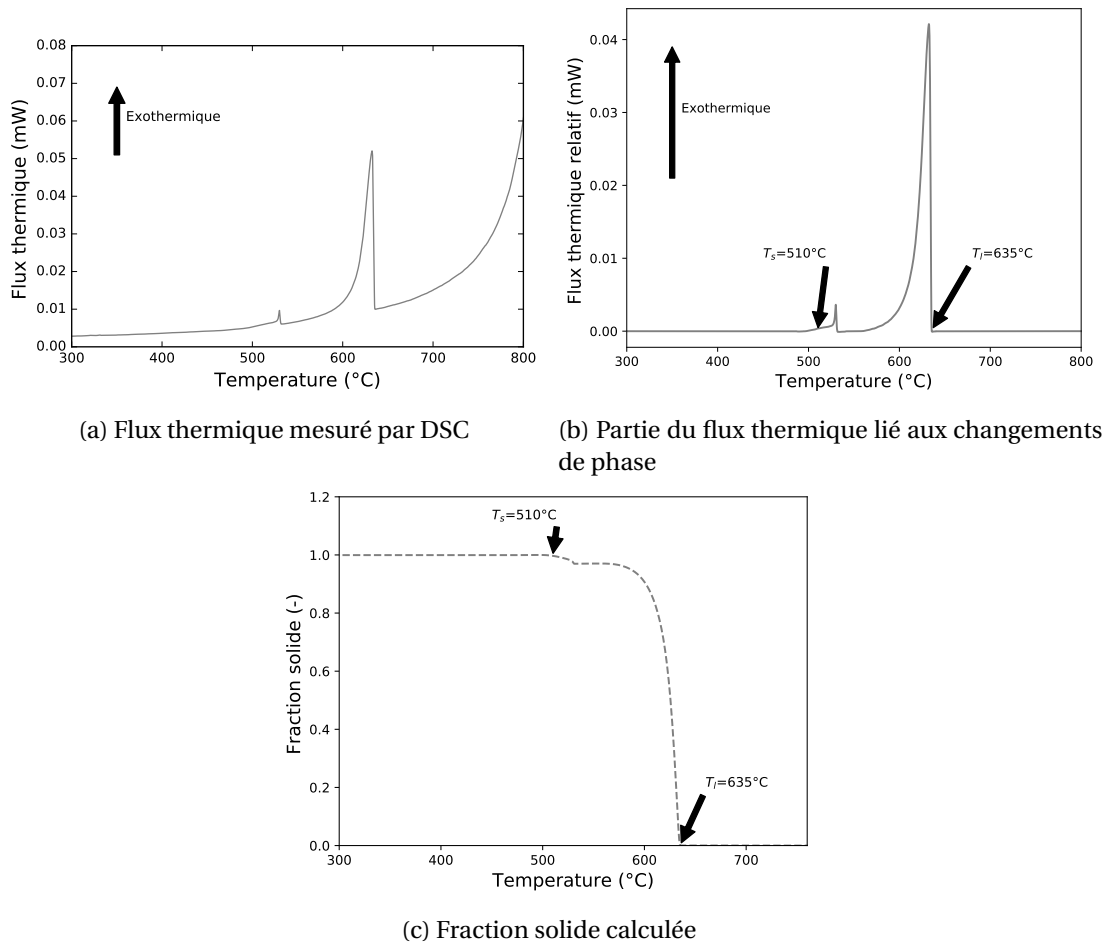 0.08
0.07
0.06
0.05
0.04
0.03
0.02
0.01
0.00
Flux thermique (mW)
Exothermique
300 400 500 600 700 800
Temperature (°C)
(a) Flux thermique mesuré par DSC
0.04
0.03
0.02
0.01
0.00
Flux thermique relatif (mW)
Exothermique
Ts=510°C
Tl=635°C
300 400 500 600 700 800
Temperature (°C)
(b) Partie du flux thermique lié aux changements
de phase
1.2
1.0
0.8
0.6
0.4
0.2
0.0
Fraction solide (-)
Ts=510°C
Tl=635°C
300 400 500 600 700
Temperature (°C)
(c) Fraction solide calculée